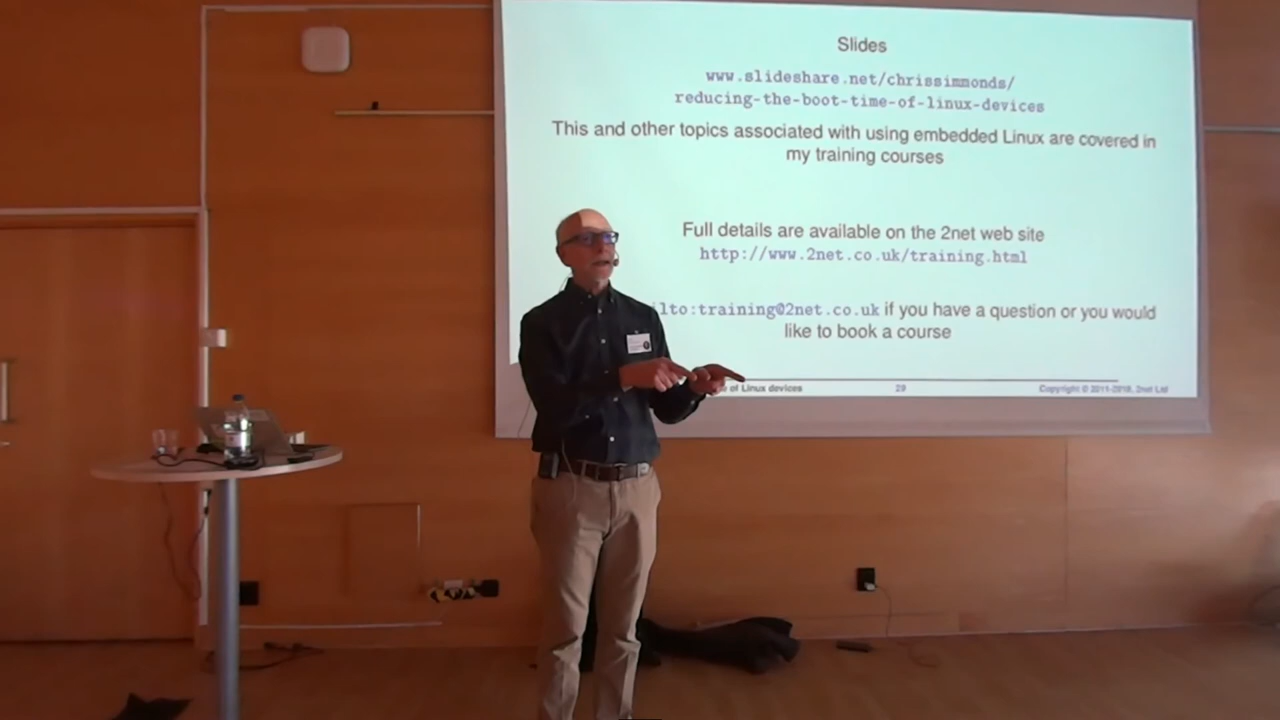 Slides
www.slideshare.net/chrissimmonds/
reducing-the-boot-time-of-linux-devices
This and other topics associated with using embedded Linux are covered in
my training courses
Full details are available on the 2net web site
http://www.2net.co.uk/training.html
ilto:training@2net.co.uk if you have a question or you would
like to book a course
of Linux devices
29
Copyright © 2011-2018, 2net Ltd